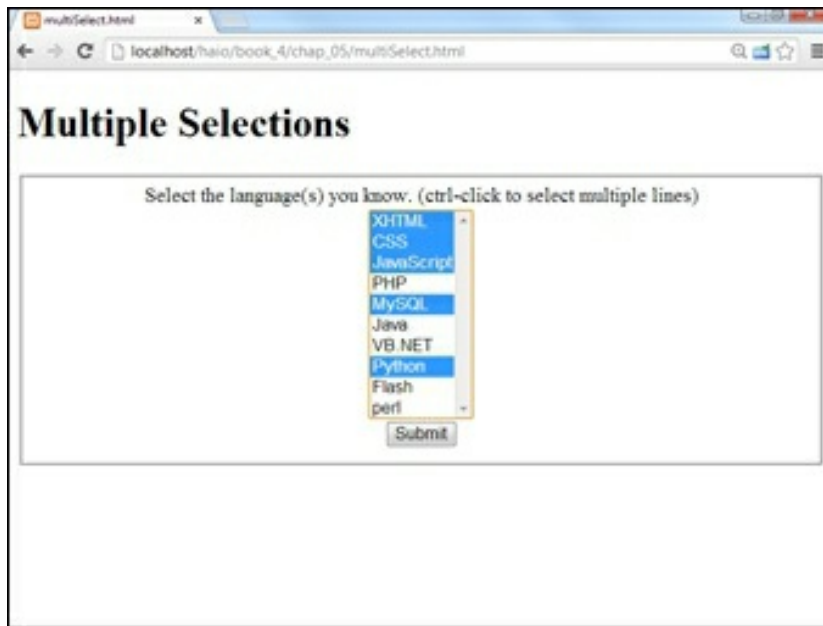 multiSelect.html
localhost/haio/book_4/chap_05/multiSelect.html
Multiple Selections
Select the language(s) you know. (ctrl-click to select multiple lines)
XHTML
CSS
JavaScript
PHP
MySQL
Java
VB.NET
Python
Flash
perl
Submit